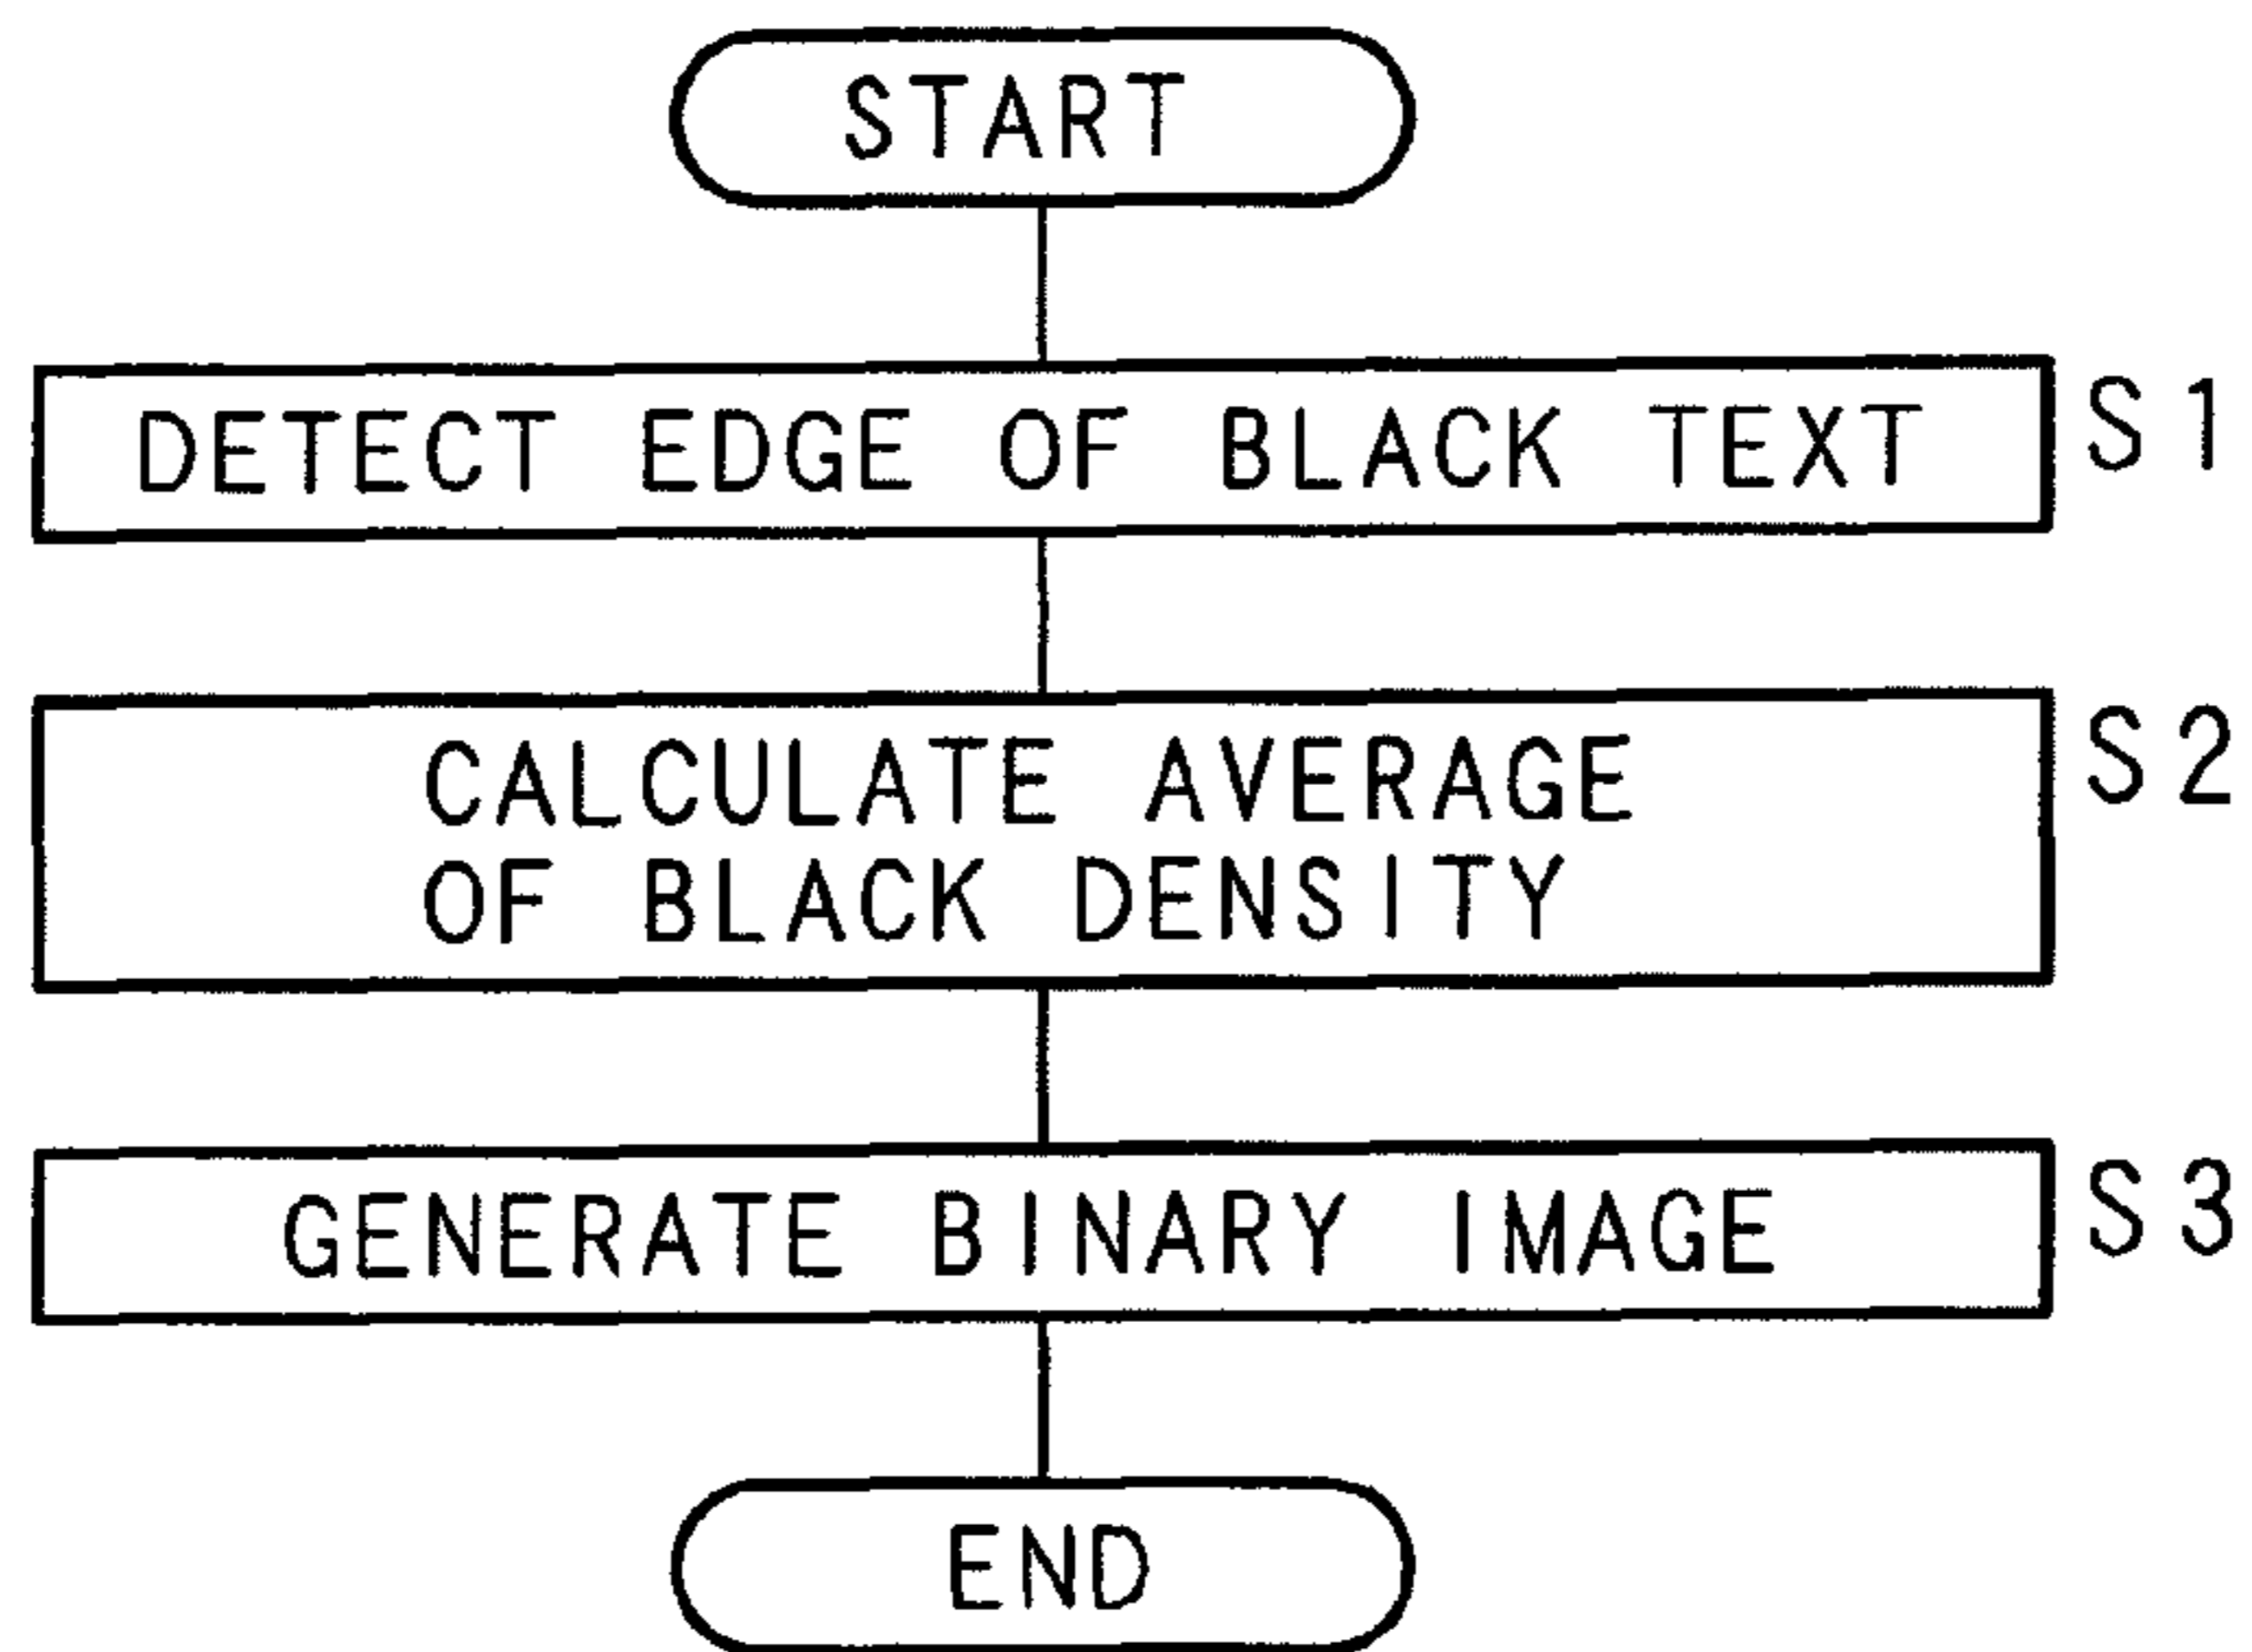 START
DETECT EDGE OF BLACK TEXT S1
CALCULATE AVERAGE S2
OF BLACK DENSITY
GENERATE BINARY IMAGE S3
END